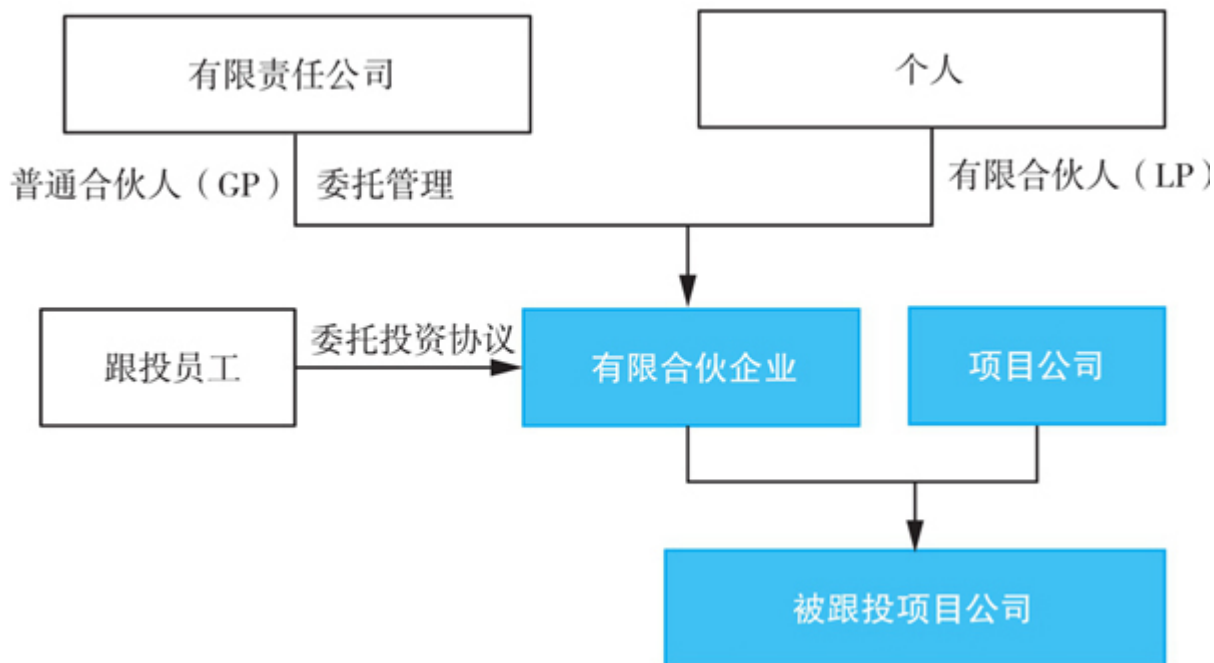 有限责任公司
个人
普通合伙人（GP）
委托管理
有限合伙人（LP）
跟投员工
委托投资协议
有限合伙企业
项目公司
被跟投项目公司